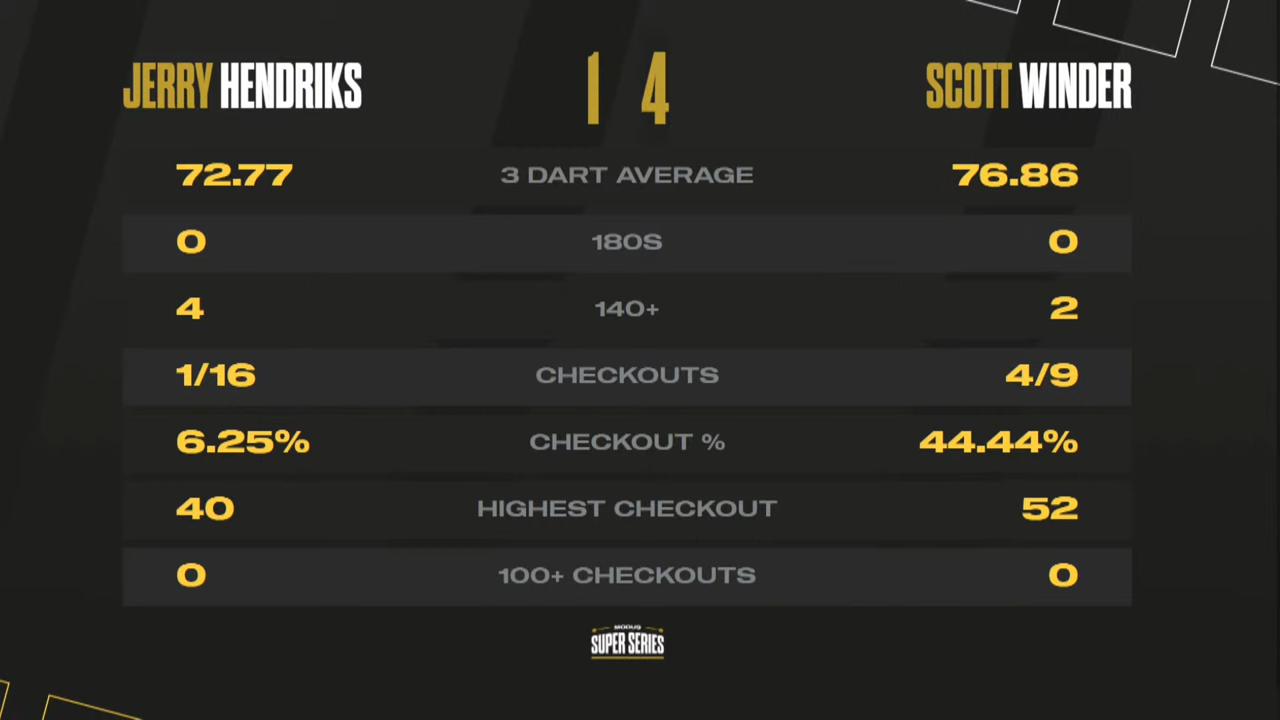 JERRY HENDRIKS 1 4 SCOTT WINDER
72.77 3 DART AVERAGE 76.86
0 180S 0
4 140+ 2
1/16 CHECKOUTS 4/9
6.25% CHECKOUT % 44.44%
40 HIGHEST CHECKOUT 52
0 100+ CHECKOUTS 0
MODUS
SUPER SERIES